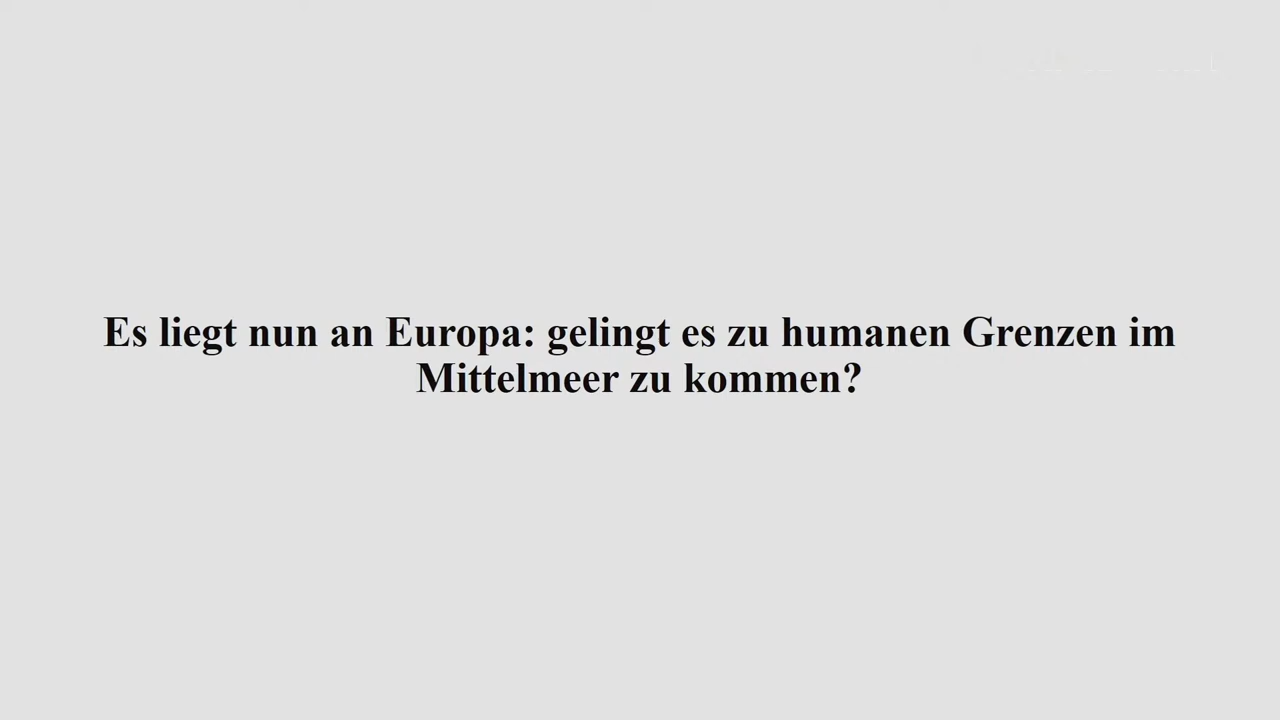 Es liegt nun an Europa: gelingt es zu humanen Grenzen im
Mittelmeer zu kommen?